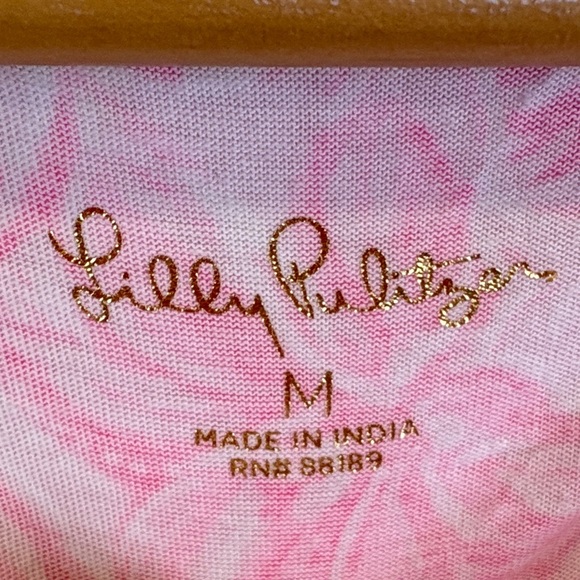 Lilly Pulitzer
M
MADE IN INDIA
RN# 88189